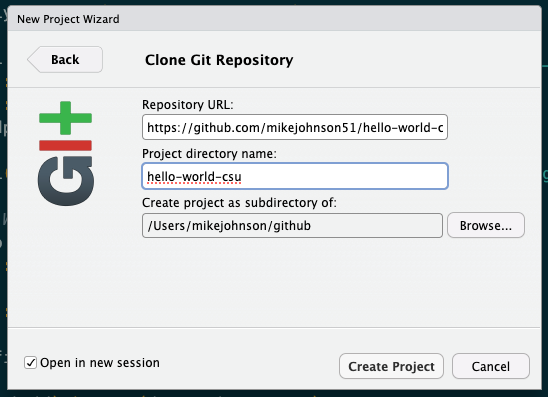 New Project Wizard
Back
Clone Git Repository
Repository URL:
https://github.com/mikejohnson51/hello-world-c
Project directory name:
hello-world-csu
Create project as subdirectory of:
/Users/mikejohnson/github
Browse...
Open in new session
Create Project
Cancel
GIt